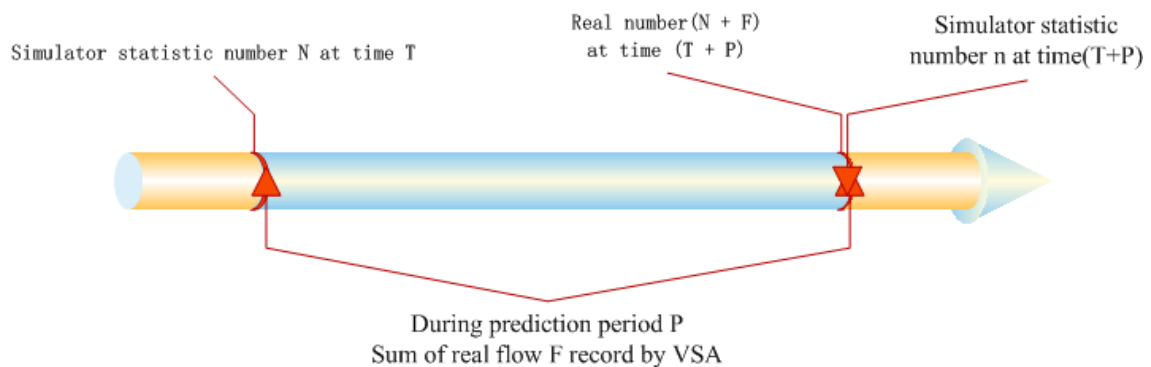 Simulator statistic number N at time T
Real number(N + F)
at time (T + P)
Simulator statistic
number n at time(T+P)
During prediction period P
Sum of real flow F record by VSA